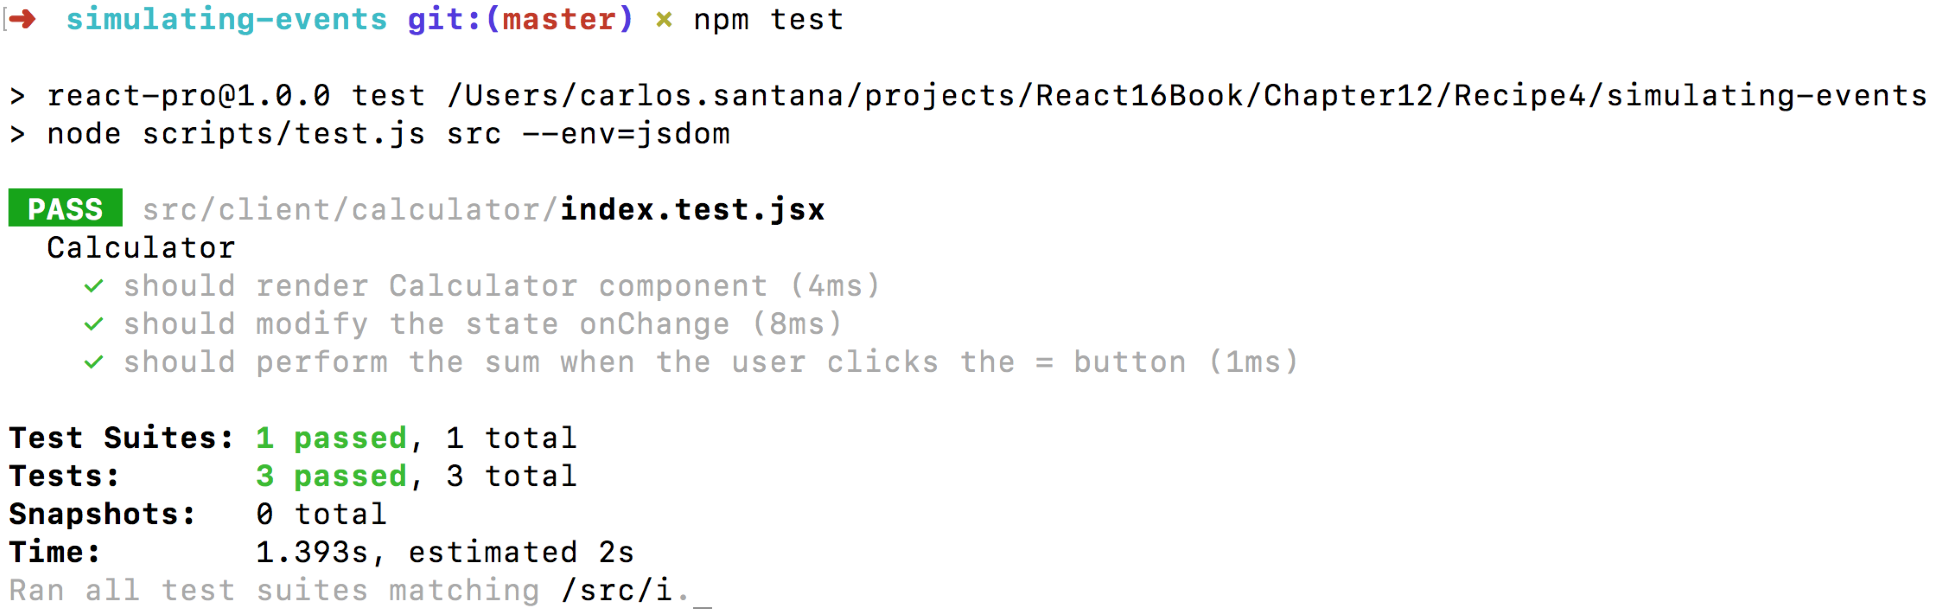 ➜ simulating-events git:(master) × npm test
> react-pro@1.0.0 test /Users/carlos.santana/projects/React16Book/Chapter12/Recipe4/simulating-events
> node scripts/test.js src --env=jsdom
PASS src/client/calculator/index.test.jsx
Calculator
✓ should render Calculator component (4ms)
✓ should modify the state onChange (8ms)
✓ should perform the sum when the user clicks the = button (1ms)
Test Suites: 1 passed, 1 total
Tests: 3 passed, 3 total
Snapshots: 0 total
Time: 1.393s, estimated 2s
Ran all test suites matching /src/i.